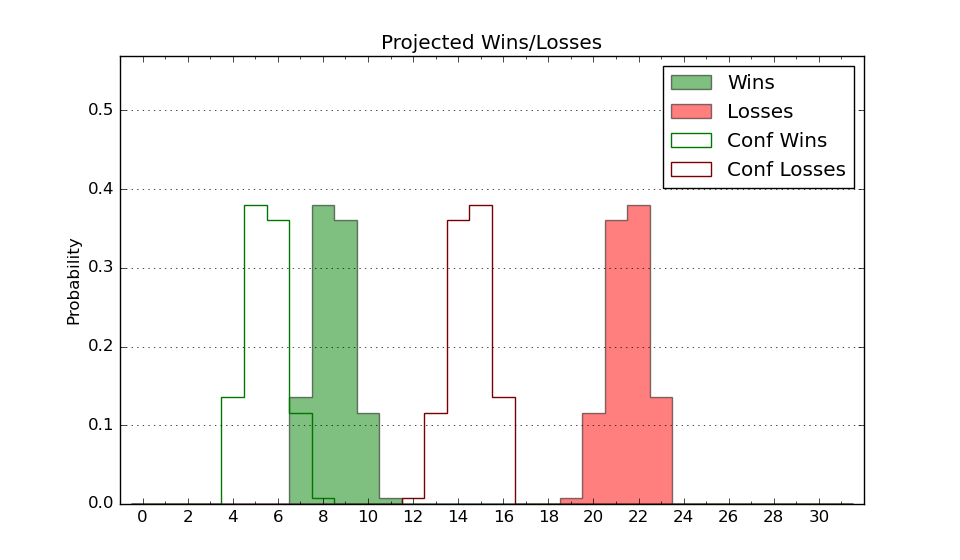 Projected Wins/Losses
Wins
Losses
Conf Wins
Conf Losses
Probability
0.5
0.4
0.3
0.2
0.1
0.0
0 2 4 6 8 10 12 14 16 18 20 22 24 26 28 30